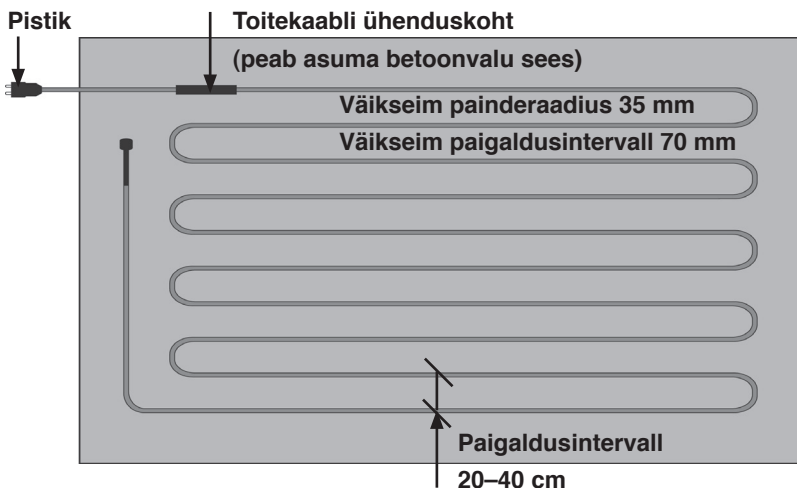 Pistik
Toitekaabli ühenduskoht
(peab asuma betoonvalu sees)
Väikseim painderaadius 35 mm
Väikseim paigaldusintervall 70 mm
Paigaldusintervall
20–40 cm